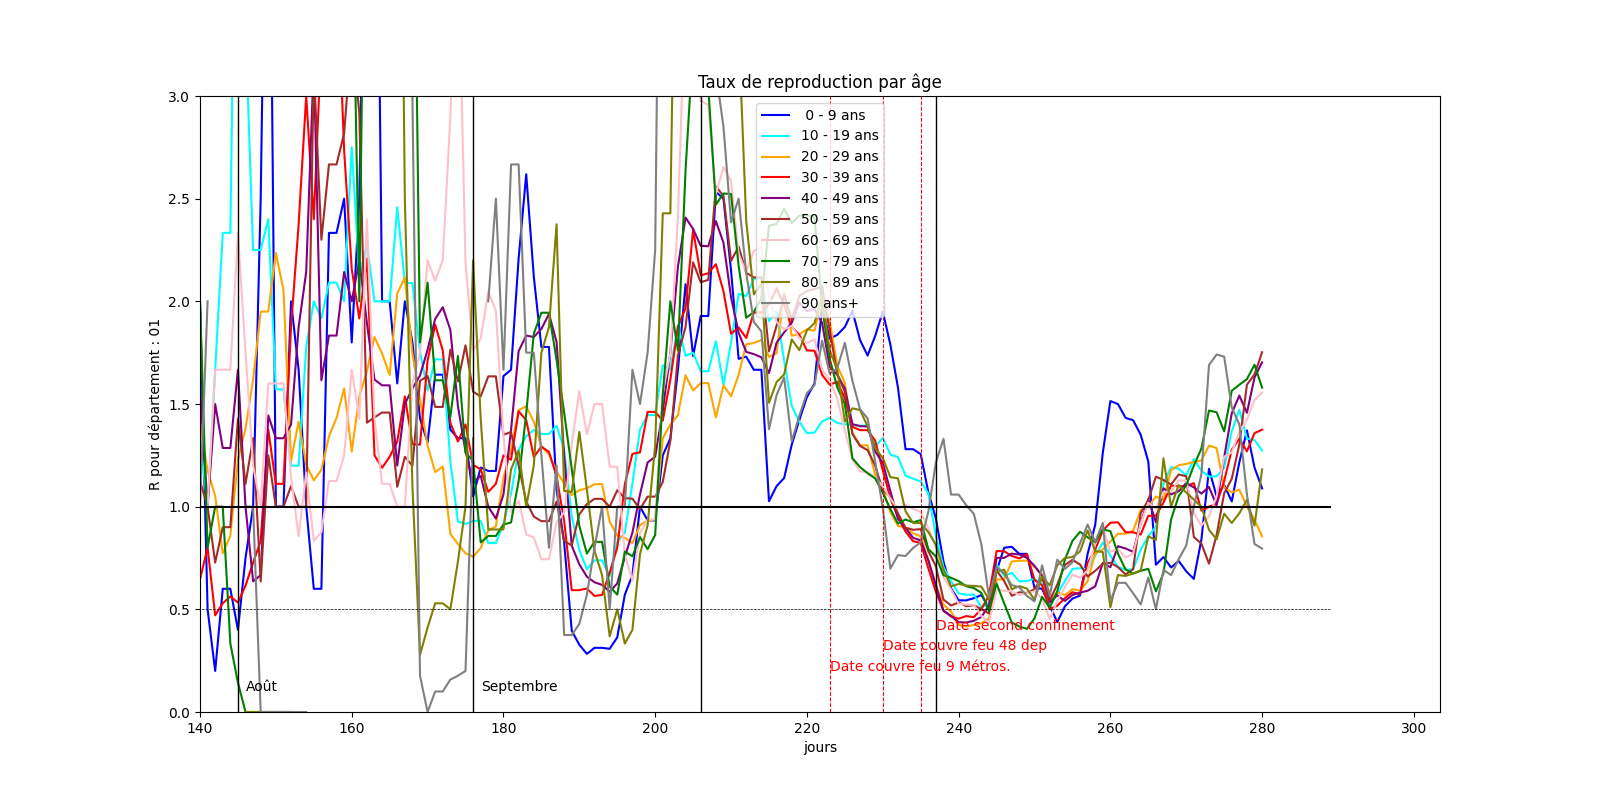 Taux de reproduction par âge
R pour département : 01
3.0
2.5
2.0
1.5
1.0
0.5
0.0
0 - 9 ans
10 - 19 ans
20 - 29 ans
30 - 39 ans
40 - 49 ans
50 - 59 ans
60 - 69 ans
70 - 79 ans
80 - 89 ans
90 ans+
Date second confinement
Date couvre feu 48 dep
Date couvre feu 9 Métros.
Août
Septembre
140 160 180 200 220 240 260 280 300
jours